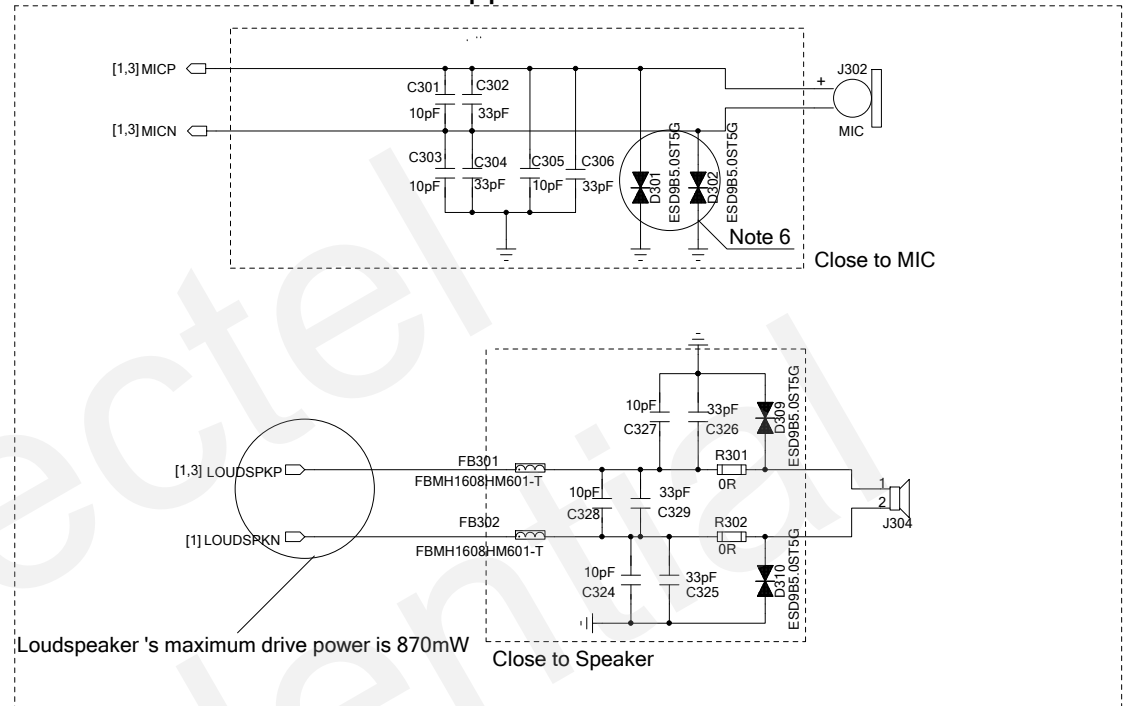 [1,3] MICP
[1,3] MICN
C301
C302
10pF
33pF
C303
C304
C305
C306
10pF
33pF
10pF
33pF
D301
ESD9B5.0ST5G
D302
ESD9B5.0ST5G
J302
+
MIC
Note 6
Close to MIC
[1,3] LOUDSPKP
[1] LOUDSPKN
FB301
FBMH1608HM601-T
FB302
FBMH1608HM601-T
10pF
33pF
C327
C326
D309
ESD9B5.0ST5G
R301
0R
10pF
33pF
C328
C329
R302
0R
10pF
33pF
C324
C325
D310
ESD9B5.0ST5G
1
2
J304
Loudspeaker 's maximum drive power is 870mW
Close to Speaker
ectel
dential